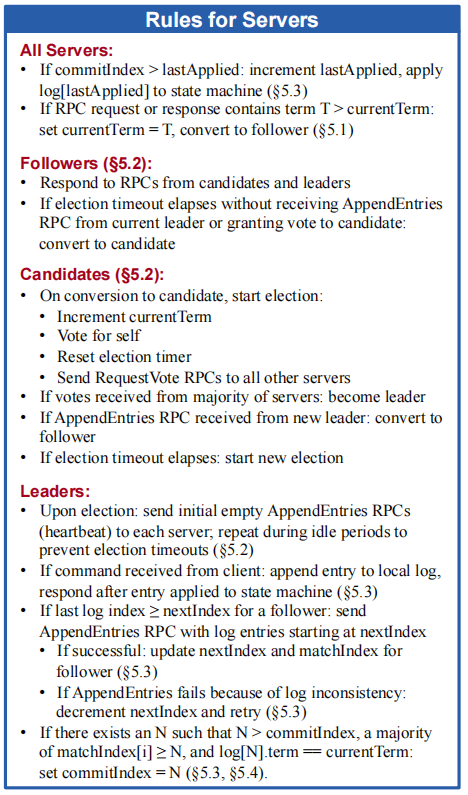 Rules for Servers
All Servers:
• If commitIndex > lastApplied: increment lastApplied, apply
log[lastApplied] to state machine (§5.3)
• If RPC request or response contains term T > currentTerm:
set currentTerm = T, convert to follower (§5.1)
Followers (§5.2):
• Respond to RPCs from candidates and leaders
• If election timeout elapses without receiving AppendEntries
RPC from current leader or granting vote to candidate:
convert to candidate
Candidates (§5.2):
• On conversion to candidate, start election:
• Increment currentTerm
• Vote for self
• Reset election timer
• Send RequestVote RPCs to all other servers
• If votes received from majority of servers: become leader
• If AppendEntries RPC received from new leader: convert to
follower
• If election timeout elapses: start new election
Leaders:
• Upon election: send initial empty AppendEntries RPCs
(heartbeat) to each server; repeat during idle periods to
prevent election timeouts (§5.2)
• If command received from client: append entry to local log,
respond after entry applied to state machine (§5.3)
• If last log index ≥ nextIndex for a follower: send
AppendEntries RPC with log entries starting at nextIndex
• If successful: update nextIndex and matchIndex for
follower (§5.3)
• If AppendEntries fails because of log inconsistency:
decrement nextIndex and retry (§5.3)
• If there exists an N such that N > commitIndex, a majority
of matchIndex[i] ≥ N, and log[N].term == currentTerm:
set commitIndex = N (§5.3, §5.4).